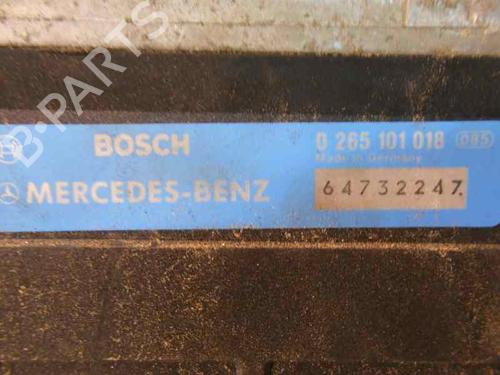 BOSCH 0 265 101 018 085
Made in Germany
MERCEDES-BENZ 64732247.
B-PARTS